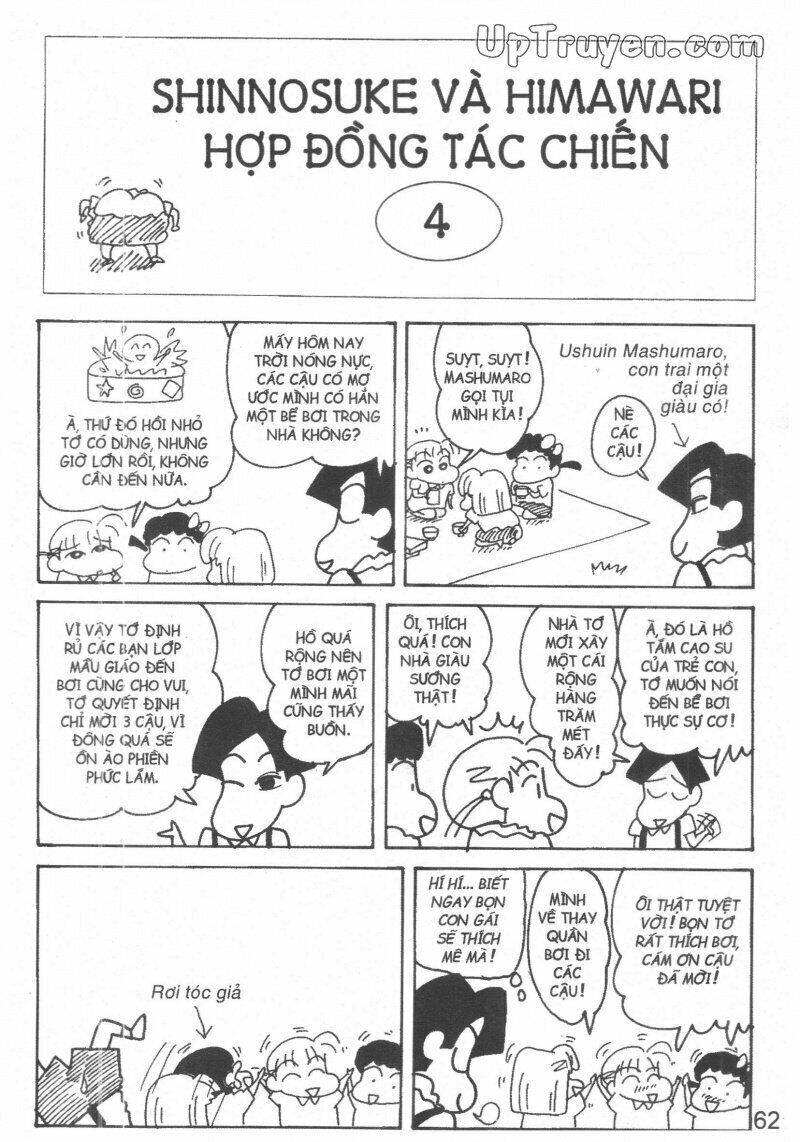 UpTruyen.com
SHINNOSUKE VÀ HIMAWARI
HỢP ĐỒNG TÁC CHIẾN
4
Ushuin Mashumaro,
con trai một
đại gia
giàu có!
NÈ
CÁC
CẬU!
SUỴT, SUỴT!
MASHUMARO
GỌI TỤI
MÌNH KÌA!
MẤY HÔM NAY
TRỜI NÓNG NỰC,
CÁC CẬU CÓ MƠ
ƯỚC MÌNH CÓ HẲN
MỘT BỂ BƠI TRONG
NHÀ KHÔNG?
À, THỨ ĐÓ HỒI NHỎ
TỚ CÓ DÙNG, NHƯNG
GIỜ LỚN RỒI, KHÔNG
CẦN ĐẾN NỮA.
À, ĐÓ LÀ HỒ
TẮM CAO SU
CỦA TRẺ CON,
TỚ MUỐN NÓI
ĐẾN BỂ BƠI
THỰC SỰ CƠ!
NHÀ TỚ
MỚI XÂY
MỘT CÁI
RỘNG
HÀNG
TRĂM
MÉT
ĐẤY!
ÔI, THÍCH
QUÁ! CON
NHÀ GIÀU
SƯỚNG
THẬT!
HỒ QUÁ
RỘNG NÊN
TỚ BƠI MỘT
MÌNH MÃI
CŨNG THẤY
BUỒN.
VÌ VẬY TỚ ĐỊNH
RỦ CÁC BẠN LỚP
MẪU GIÁO ĐẾN
BƠI CÙNG CHO VUI,
TỚ QUYẾT ĐỊNH
CHỈ MỜI 3 CẬU, VÌ
ĐÔNG QUÁ SẼ
ỒN ÀO PHIỀN
PHỨC LẮM.
ÔI THẬT TUYỆT
VỜI! BỌN TỚ
RẤT THÍCH BƠI,
CÁM ƠN CẬU
ĐÃ MỜI!
MÌNH
VỀ THAY
QUẦN
BƠI ĐI
CÁC
CẬU!
HÍ HÍ... BIẾT
NGAY BỌN
CON GÁI
SẼ THÍCH
MÊ MÀ!
Rơi tóc giả
62